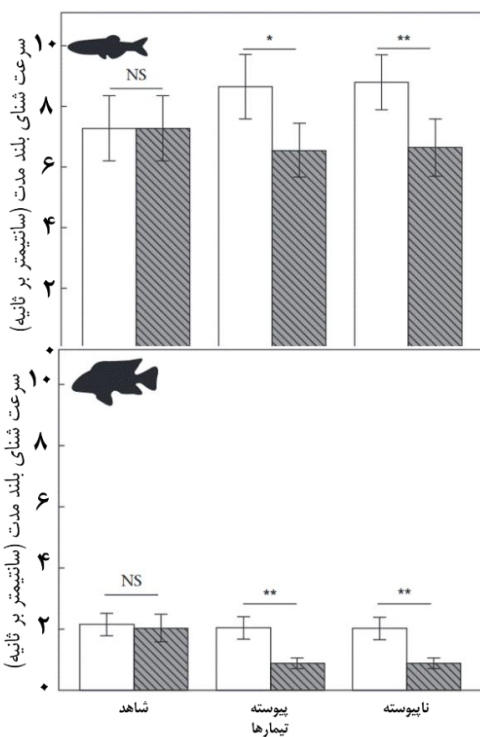 سرعت شنای بلند مدت (سانتیمتر بر ثانیه)
۱۰
۸
۶
۴
۲
۰
NS
*
**
سرعت شنای بلند مدت (سانتیمتر بر ثانیه)
۱۰
۸
۶
۴
۲
۰
NS
**
**
شاهد
پیوسته
ناپیوسته
تیمارها